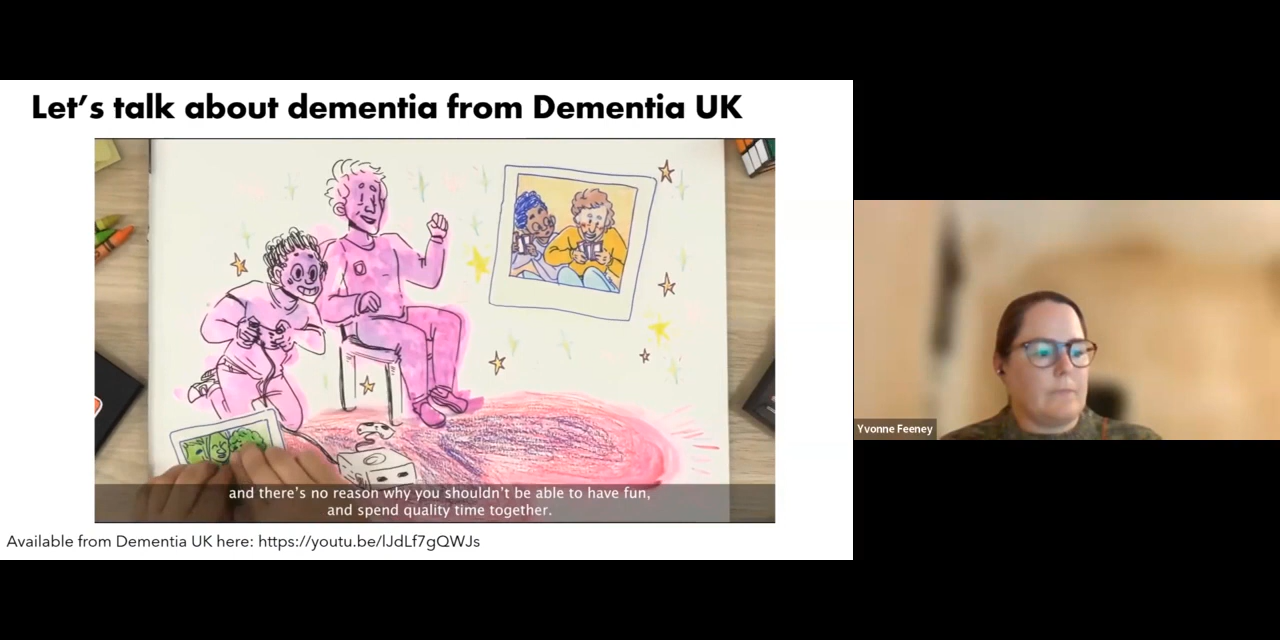 Let's talk about dementia from Dementia UK
and there's no reason why you shouldn't be able to have fun,
and spend quality time together.
Available from Dementia UK here: https://youtu.be/lJdLf7gQWJs
Yvonne Feeney